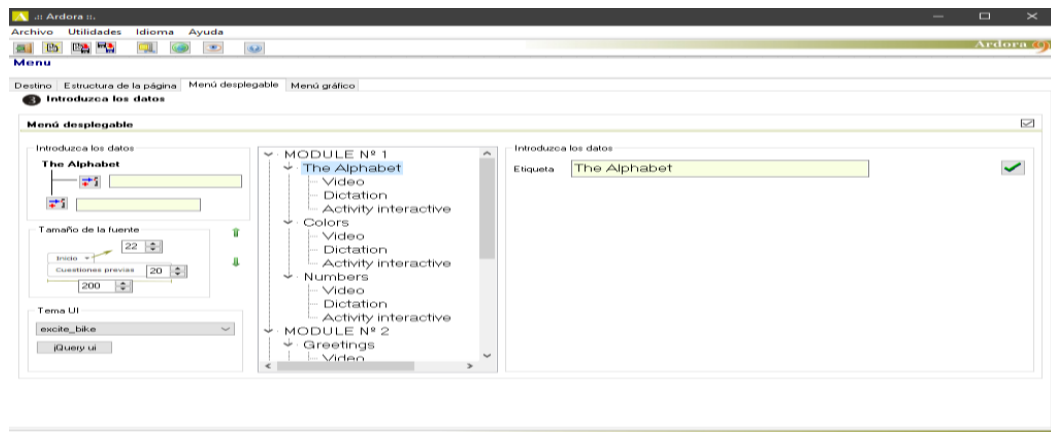 .:: Ardora ::.
Archivo Utilidades Idioma Ayuda
Ardora 9
Menu
Destino Estructura de la página Menú desplegable Menú gráfico
3 Introduzca los datos
Menú desplegable
Introduzca los datos
The Alphabet
Tamaño de la fuente
22
Inicio
Cuestiones previas 20
200
Tema UI
excite_bike
jQuery ui
MODULE Nº 1
The Alphabet
Video
Dictation
Activity interactive
Colors
Video
Dictation
Activity interactive
Numbers
Video
Dictation
Activity interactive
MODULE Nº 2
Greetings
Video
Introduzca los datos
Etiqueta The Alphabet